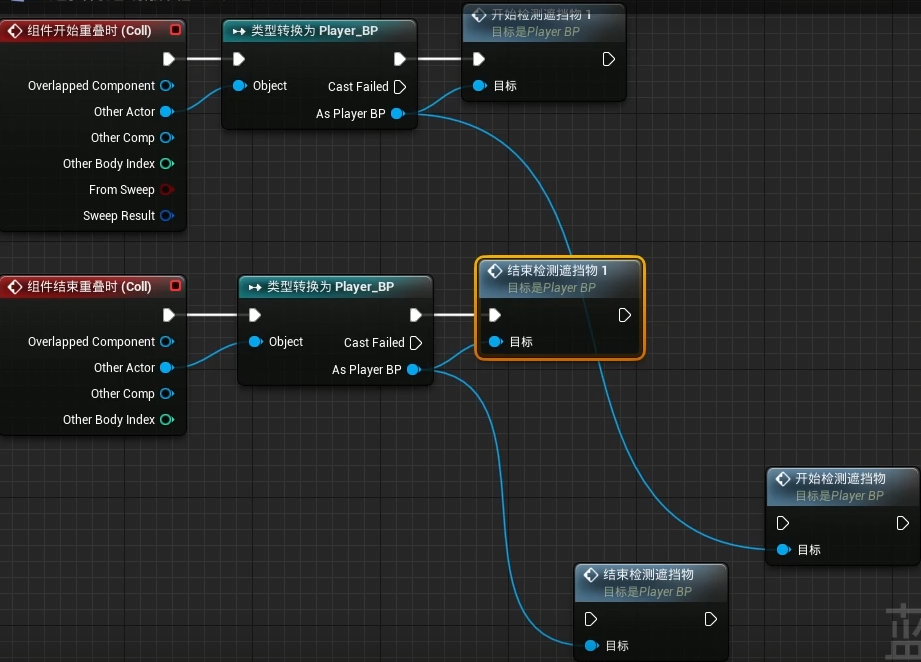 开始检测遮挡物 1
目标是Player BP
目标
组件开始重叠时 (Coll)
Overlapped Component
Other Actor
Other Comp
Other Body Index
From Sweep
Sweep Result
类型转换为 Player_BP
Object
Cast Failed
As Player BP
组件结束重叠时 (Coll)
Overlapped Component
Other Actor
Other Comp
Other Body Index
类型转换为 Player_BP
Object
Cast Failed
As Player BP
结束检测遮挡物 1
目标是Player BP
目标
开始检测遮挡物
目标是Player BP
目标
结束检测遮挡物
目标是Player BP
目标